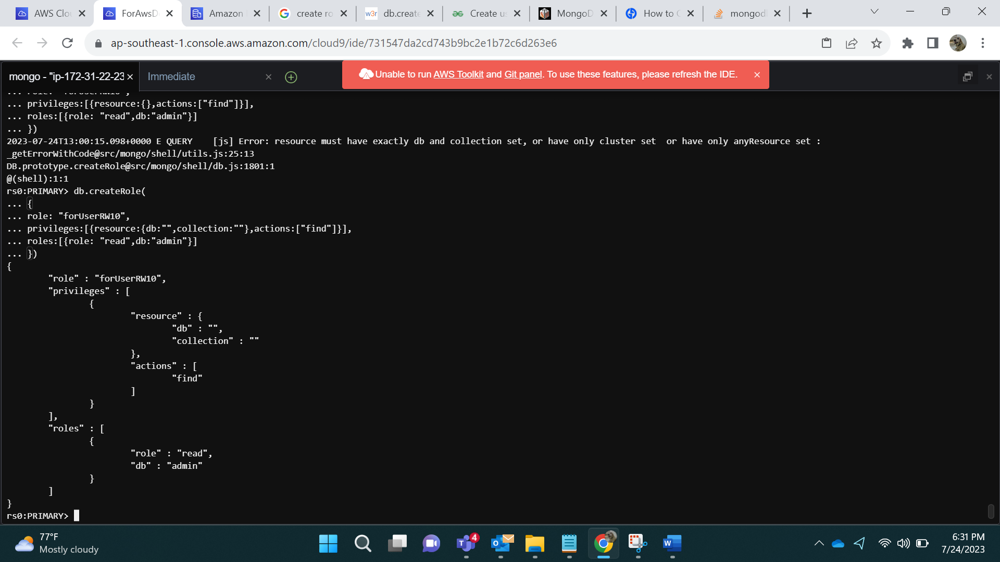 AWS Clo
ForAwsD
Amazon
create ro
w3r db.create
Create us
MongoD
How to C
mongodb
ap-southeast-1.console.aws.amazon.com/cloud9/ide/731547da2cd743b9bc2e1b72c6d263e6
mongo - "ip-172-31-22-23
Immediate
Unable to run AWS Toolkit and Git panel. To use these features, please refresh the IDE.
... privileges:[{resource:{},actions:["find"]}],
... roles:[{role: "read",db:"admin"}]
... })
2023-07-24T13:00:15.098+0000 E QUERY    [js] Error: resource must have exactly db and collection set, or have only cluster set  or have only anyResource set :
_getErrorWithCode@src/mongo/shell/utils.js:25:13
DB.prototype.createRole@src/mongo/shell/db.js:1801:1
@(shell):1:1
rs0:PRIMARY> db.createRole(
... {
... role: "forUserRW10",
... privileges:[{resource:{db:"",collection:""},actions:["find"]}],
... roles:[{role: "read",db:"admin"}]
... })
{
"role" : "forUserRW10",
"privileges" : [
{
"resource" : {
"db" : "",
"collection" : ""
},
"actions" : [
"find"
]
}
],
"roles" : [
{
"role" : "read",
"db" : "admin"
}
]
}
rs0:PRIMARY>
77°F
Mostly cloudy
4
6:31 PM
7/24/2023